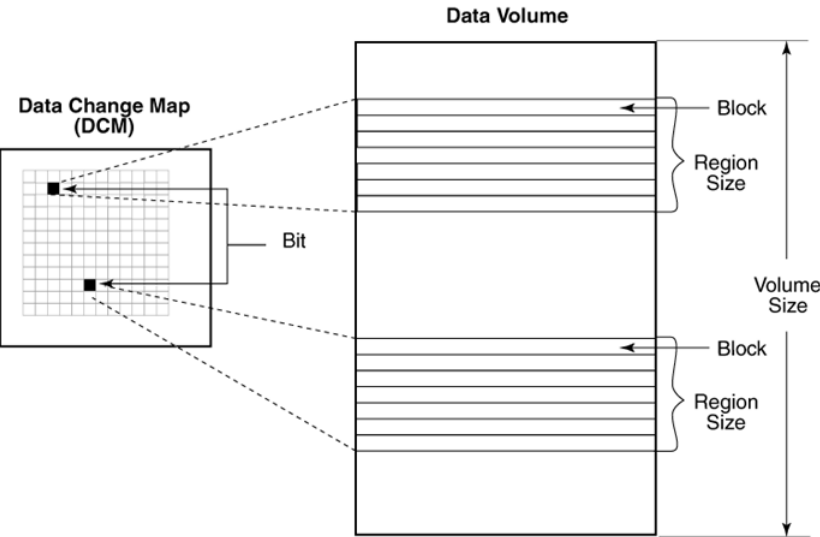 Data Volume
Data Change Map
(DCM)
Block
Region
Size
Bit
Volume
Size
Block
Region
Size